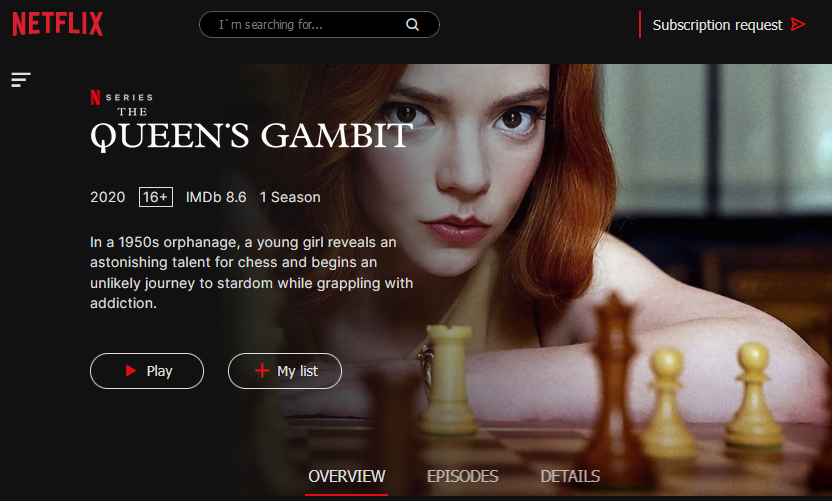 NETFLIX
I`m searching for...
Subscription request
N SERIES
THE
QUEEN'S GAMBIT
2020 16+ IMDb 8.6 1 Season
In a 1950s orphanage, a young girl reveals an
astonishing talent for chess and begins an
unlikely journey to stardom while grappling with
addiction.
Play
My list
OVERVIEW EPISODES DETAILS